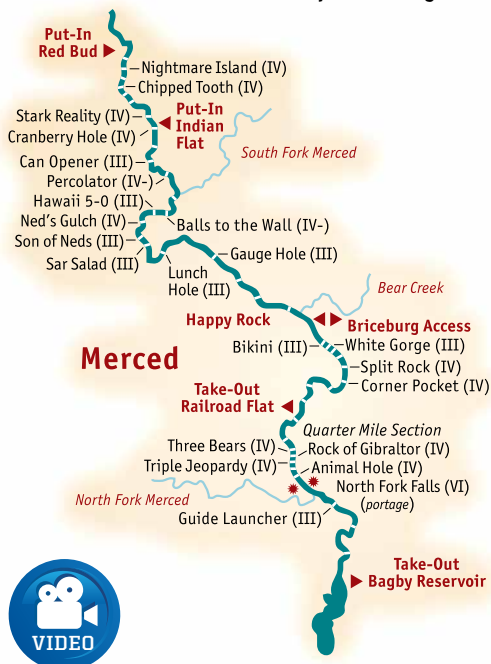 Put-In
Red Bud
Nightmare Island (IV)
Chipped Tooth (IV)
Stark Reality (IV)
Put-In
Indian
Flat
Cranberry Hole (IV)
South Fork Merced
Can Opener (III)
Percolator (IV-)
Hawaii 5-0 (III)
Ned's Gulch (IV)
Balls to the Wall (IV-)
Son of Neds (III)
Sar Salad (III)
Gauge Hole (III)
Lunch
Hole (III)
Bear Creek
Happy Rock
Briceburg Access
Bikini (III)
White Gorge (III)
Merced
Split Rock (IV)
Corner Pocket (IV)
Take-Out
Railroad Flat
Quarter Mile Section
Three Bears (IV)
Rock of Gibraltor (IV)
Triple Jeopardy (IV)
Animal Hole (IV)
North Fork Merced
North Fork Falls (VI)
(portage)
Guide Launcher (III)
Take-Out
Bagby Reservoir
VIDEO